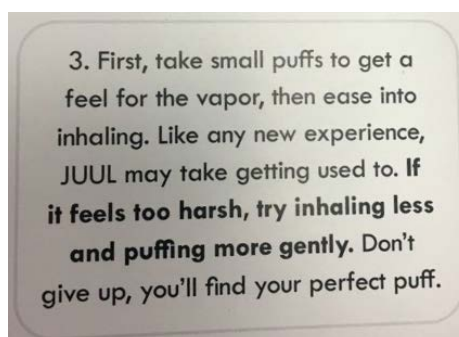 3. First, take small puffs to get a
feel for the vapor, then ease into
inhaling. Like any new experience,
JUUL may take getting used to. If
it feels too harsh, try inhaling less
and puffing more gently. Don't
give up, you'll find your perfect puff.